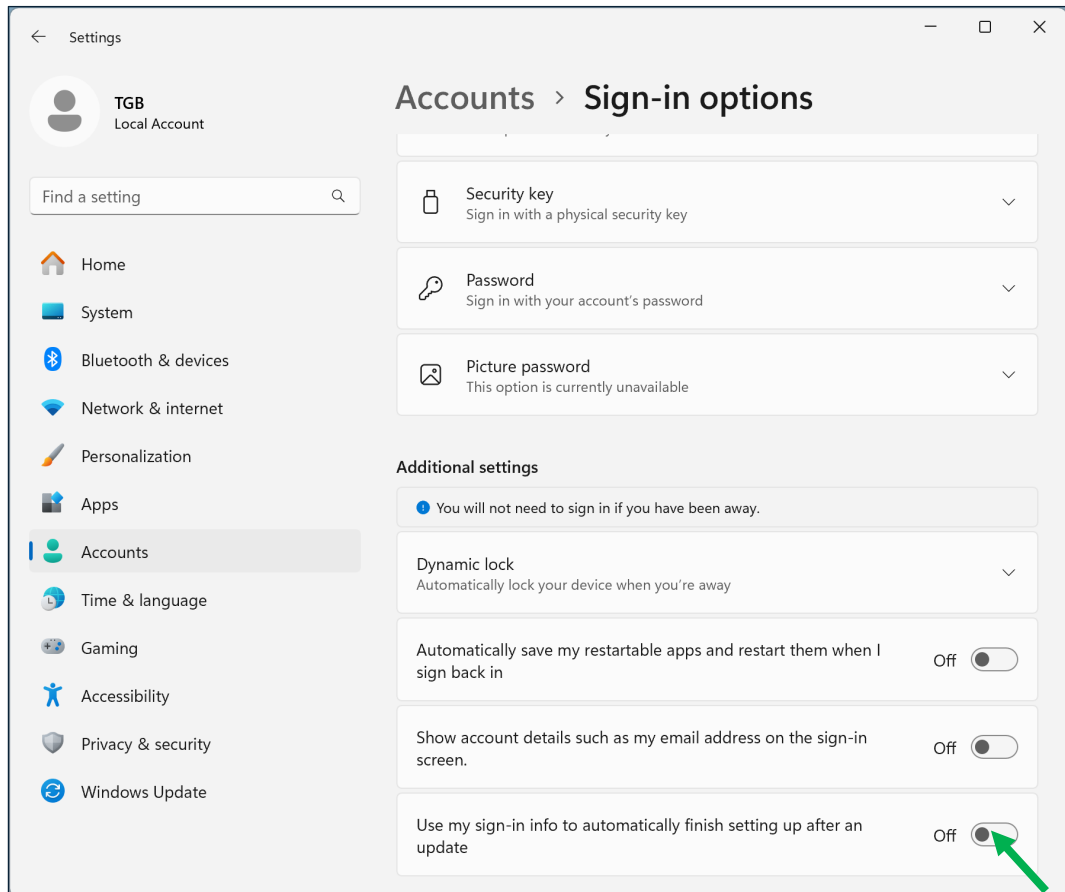 Settings
TGB
Local Account
Find a setting
Home
System
Bluetooth & devices
Network & internet
Personalization
Apps
Accounts
Time & language
Gaming
Accessibility
Privacy & security
Windows Update
Accounts › Sign-in options
Security key
Sign in with a physical security key
Password
Sign in with your account's password
Picture password
This option is currently unavailable
Additional settings
You will not need to sign in if you have been away.
Dynamic lock
Automatically lock your device when you're away
Automatically save my restartable apps and restart them when I
sign back in
Off
Show account details such as my email address on the sign-in
screen.
Off
Use my sign-in info to automatically finish setting up after an
update
Off